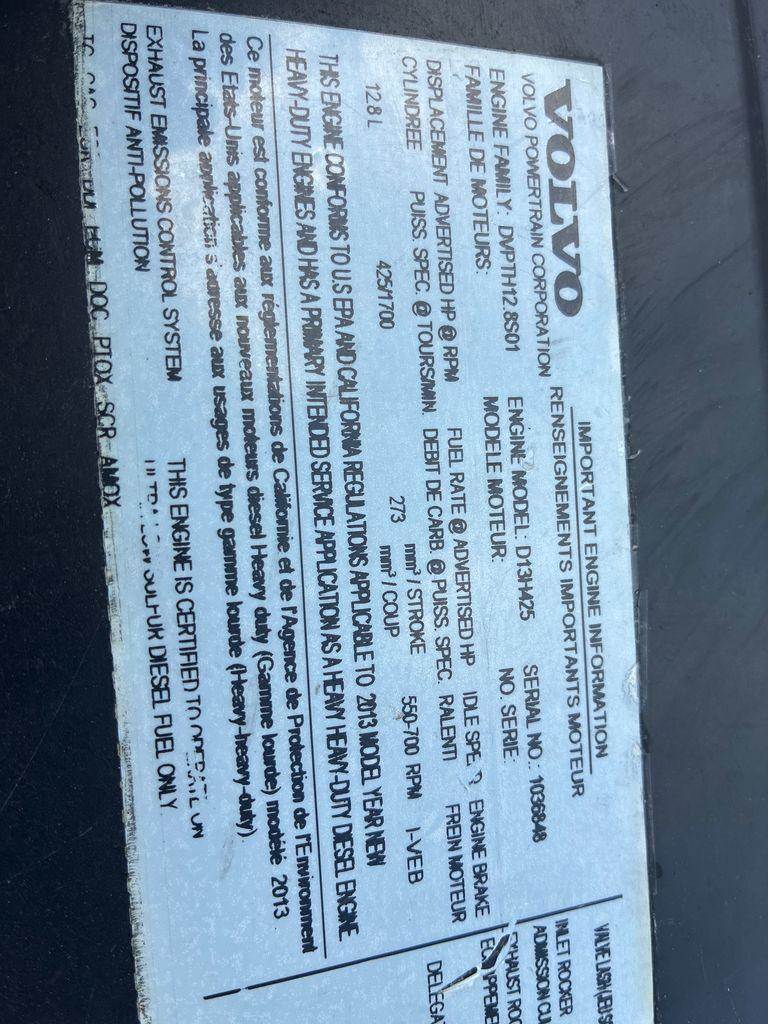 IMPORTANT ENGINE INFORMATION
RENSEIGNEMENTS IMPORTANTS MOTEUR
VOLVO
VOLVO POWERTRAIN CORPORATION
ENGINE FAMILY: DVPTH12.8S01 ENGINE MODEL: D13H425 SERIAL NO.: 1036848
FAMILLE DE MOTEURS: MODELE MOTEUR: NO. SERIE:
DISPLACEMENT ADVERTISED HP @ RPM FUEL RATE @ ADVERTISED HP IDLE ENGINE BRAKE
CYLINDREE PUISS. SPEC. @ TOURS/MIN. DEBIT DE CARB. @ PUISS. SPEC. RALENTI FREIN MOTEUR
12.8 L 425/1700 273 mm³ / STROKE 550-700 RPM I-VEB
mm³ / COUP
THIS ENGINE CONFORMS TO U.S EPA AND CALIFORNIA REGULATIONS APPLICABLE TO 2013 MODEL YEAR NEW
HEAVY-DUTY ENGINES AND HAS A PRIMARY INTENDED SERVICE APPLICATION AS A HEAVY HEAVY-DUTY DIESEL ENGINE
Ce moteur est conforme aux réglementations de Californie et de l'Agence de Protection de l'Environment
des Etats-Unis applicables aux nouveaux moteurs diesel Heavy duty (Gamme lourde) modèle 2013
La principale application s'adresse aux usages de type gamme lourde (Heavy-heavy-duty).
EXHAUST EMISSIONS CONTROL SYSTEM THIS ENGINE IS CERTIFIED TO OPERATE ON
DISPOSITIF ANTI-POLLUTION SULFUR DIESEL FUEL ONLY
DOC PTOX SCR AMOX
VALVE LASH
INLET ROCKER
ADMISSION